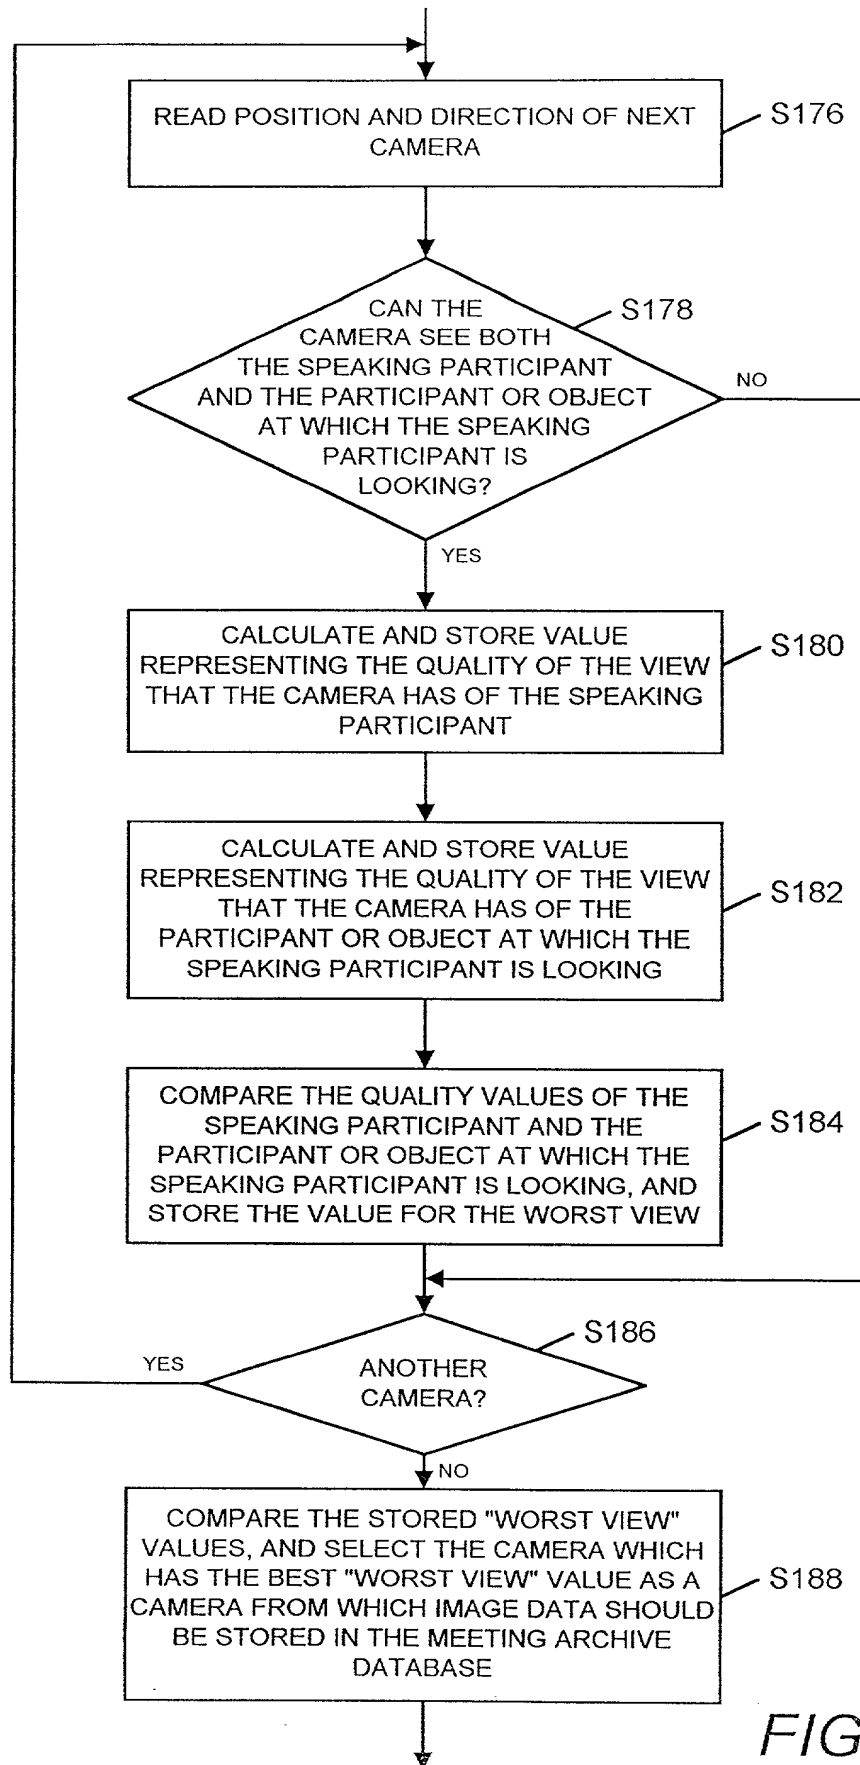 READ POSITION AND DIRECTION OF NEXT
CAMERA
S176
CAN THE
CAMERA SEE BOTH
THE SPEAKING PARTICIPANT
AND THE PARTICIPANT OR OBJECT
AT WHICH THE SPEAKING
PARTICIPANT IS
LOOKING?
S178
NO
YES
CALCULATE AND STORE VALUE
REPRESENTING THE QUALITY OF THE VIEW
THAT THE CAMERA HAS OF THE SPEAKING
PARTICIPANT
S180
CALCULATE AND STORE VALUE
REPRESENTING THE QUALITY OF THE VIEW
THAT THE CAMERA HAS OF THE
PARTICIPANT OR OBJECT AT WHICH THE
SPEAKING PARTICIPANT IS LOOKING
S182
COMPARE THE QUALITY VALUES OF THE
SPEAKING PARTICIPANT AND THE
PARTICIPANT OR OBJECT AT WHICH THE
SPEAKING PARTICIPANT IS LOOKING, AND
STORE THE VALUE FOR THE WORST VIEW
S184
ANOTHER
CAMERA?
S186
YES
NO
COMPARE THE STORED "WORST VIEW"
VALUES, AND SELECT THE CAMERA WHICH
HAS THE BEST "WORST VIEW" VALUE AS A
CAMERA FROM WHICH IMAGE DATA SHOULD
BE STORED IN THE MEETING ARCHIVE
DATABASE
S188
FIG